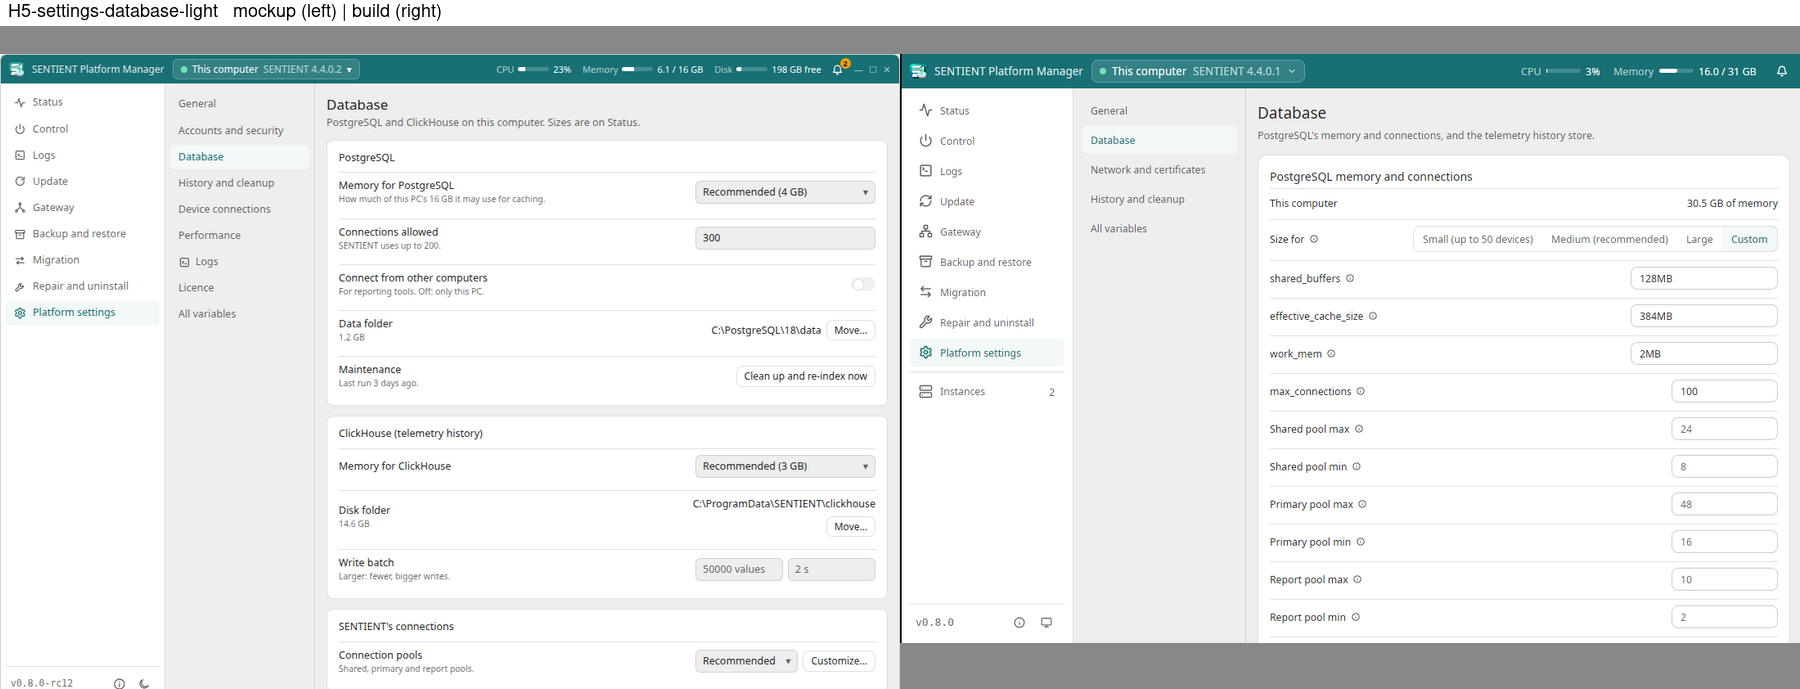 H5-settings-database-light mockup (left) | build (right)
SENTIENT Platform Manager This computer SENTIENT 4.4.0.2 CPU 23% Memory 6.1 / 16 GB Disk 198 GB free 2
Status
Control
Logs
Update
Gateway
Backup and restore
Migration
Repair and uninstall
Platform settings
v0.8.0-rc12
General
Accounts and security
Database
History and cleanup
Device connections
Performance
Logs
Licence
All variables
Database
PostgreSQL and ClickHouse on this computer. Sizes are on Status.
PostgreSQL
Memory for PostgreSQL Recommended (4 GB)
How much of this PC's 16 GB it may use for caching.
Connections allowed 300
SENTIENT uses up to 200.
Connect from other computers
For reporting tools. Off: only this PC.
Data folder C:\PostgreSQL\18\data Move...
1.2 GB
Maintenance Clean up and re-index now
Last run 3 days ago.
ClickHouse (telemetry history)
Memory for ClickHouse Recommended (3 GB)
C:\ProgramData\SENTIENT\clickhouse
Disk folder
14.6 GB
Move...
Write batch 50000 values 2 s
Larger: fewer, bigger writes.
SENTIENT's connections
Connection pools Recommended Customize...
Shared, primary and report pools.
SENTIENT Platform Manager This computer SENTIENT 4.4.0.1 CPU 3% Memory 16.0 / 31 GB
Status
Control
Logs
Update
Gateway
Backup and restore
Migration
Repair and uninstall
Platform settings
Instances 2
v0.8.0
General
Database
Network and certificates
History and cleanup
All variables
Database
PostgreSQL's memory and connections, and the telemetry history store.
PostgreSQL memory and connections
This computer 30.5 GB of memory
Size for Small (up to 50 devices) Medium (recommended) Large Custom
shared_buffers 128MB
effective_cache_size 384MB
work_mem 2MB
max_connections 100
Shared pool max 24
Shared pool min 8
Primary pool max 48
Primary pool min 16
Report pool max 10
Report pool min 2